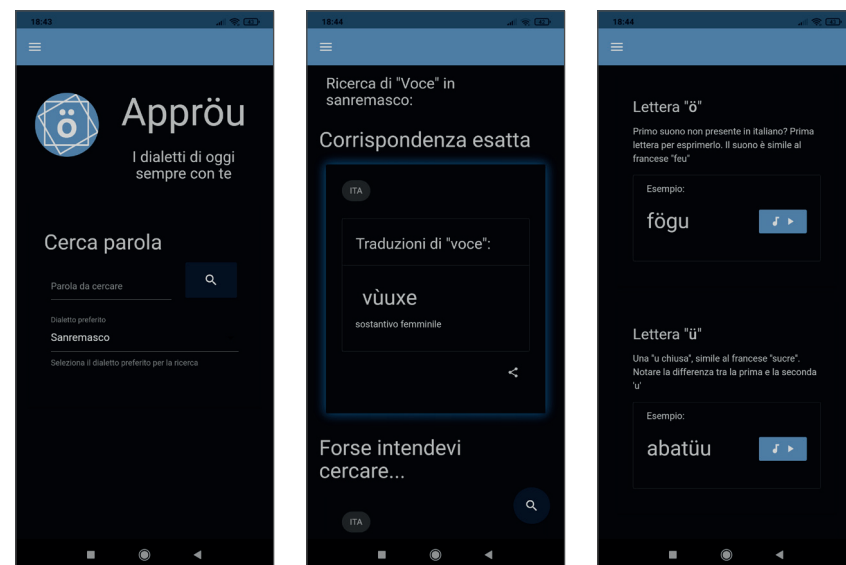 18:43
ö
Appröu
I dialetti di oggi
sempre con te
Cerca parola
Parola da cercare
Dialetto preferito
Sanremasco
Seleziona il dialetto preferito per la ricerca
18:44
Ricerca di "Voce" in
sanremasco:
Corrispondenza esatta
ITA
Traduzioni di "voce":
vùuxe
sostantivo femminile
Forse intendevi
cercare...
ITA
18:44
Lettera "ö"
Primo suono non presente in italiano? Prima
lettera per esprimerlo. Il suono è simile al
francese "feu"
Esempio:
fögu
Lettera "ü"
Una "u chiusa", simile al francese "sucre".
Notare la differenza tra la prima e la seconda
'u'
Esempio:
abatüu